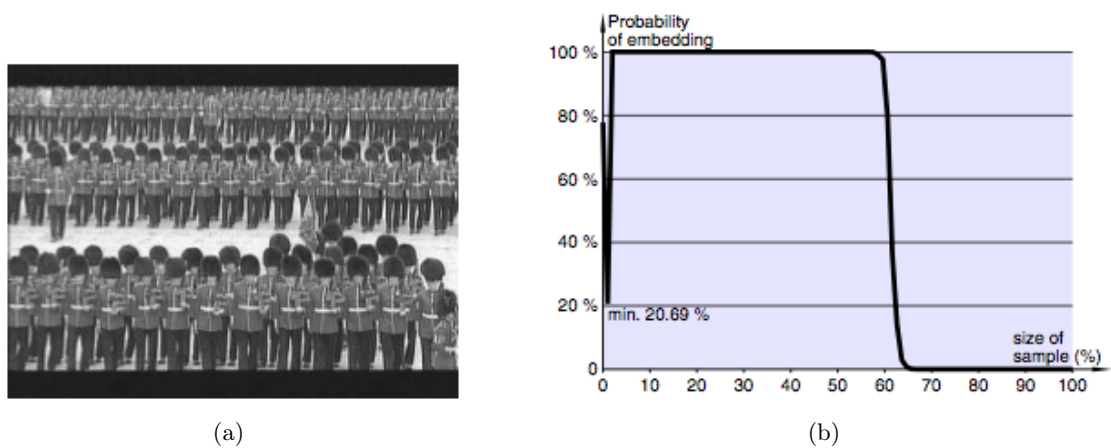 Probability
of embedding
100 %
80 %
60 %
40 %
20 %
min. 20.69 %
size of
sample (%)
0
0 10 20 30 40 50 60 70 80 90 100
(a) (b)